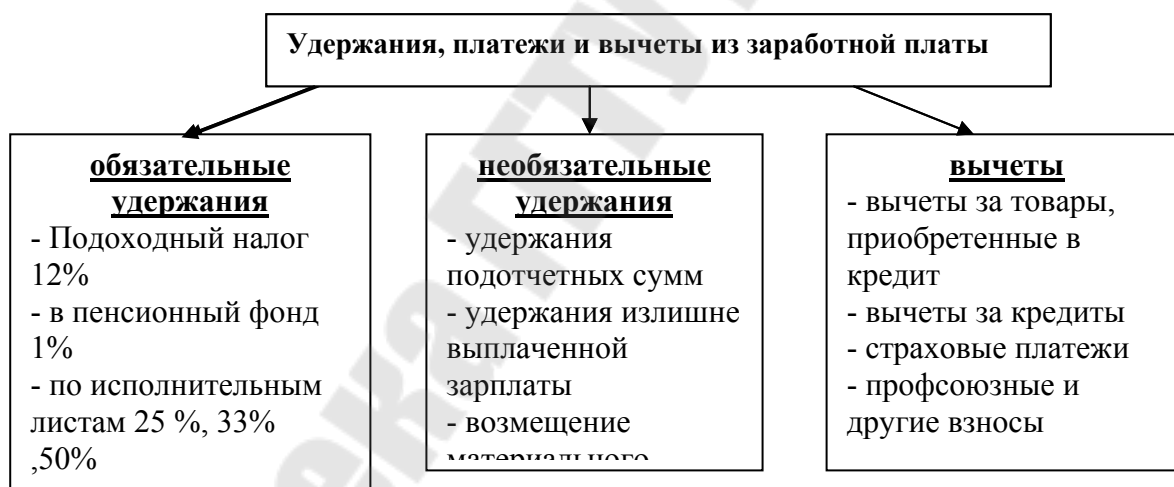 Удержания, платежи и вычеты из заработной платы
обязательные
удержания
- Подоходный налог
12%
- в пенсионный фонд
1%
- по исполнительным
листам 25 %, 33%
,50%
необязательные
удержания
- удержания
подотчетных сумм
- удержания излишне
выплаченной
зарплаты
- возмещение
материального
вычеты
- вычеты за товары,
приобретенные в
кредит
- вычеты за кредиты
- страховые платежи
- профсоюзные и
другие взносы